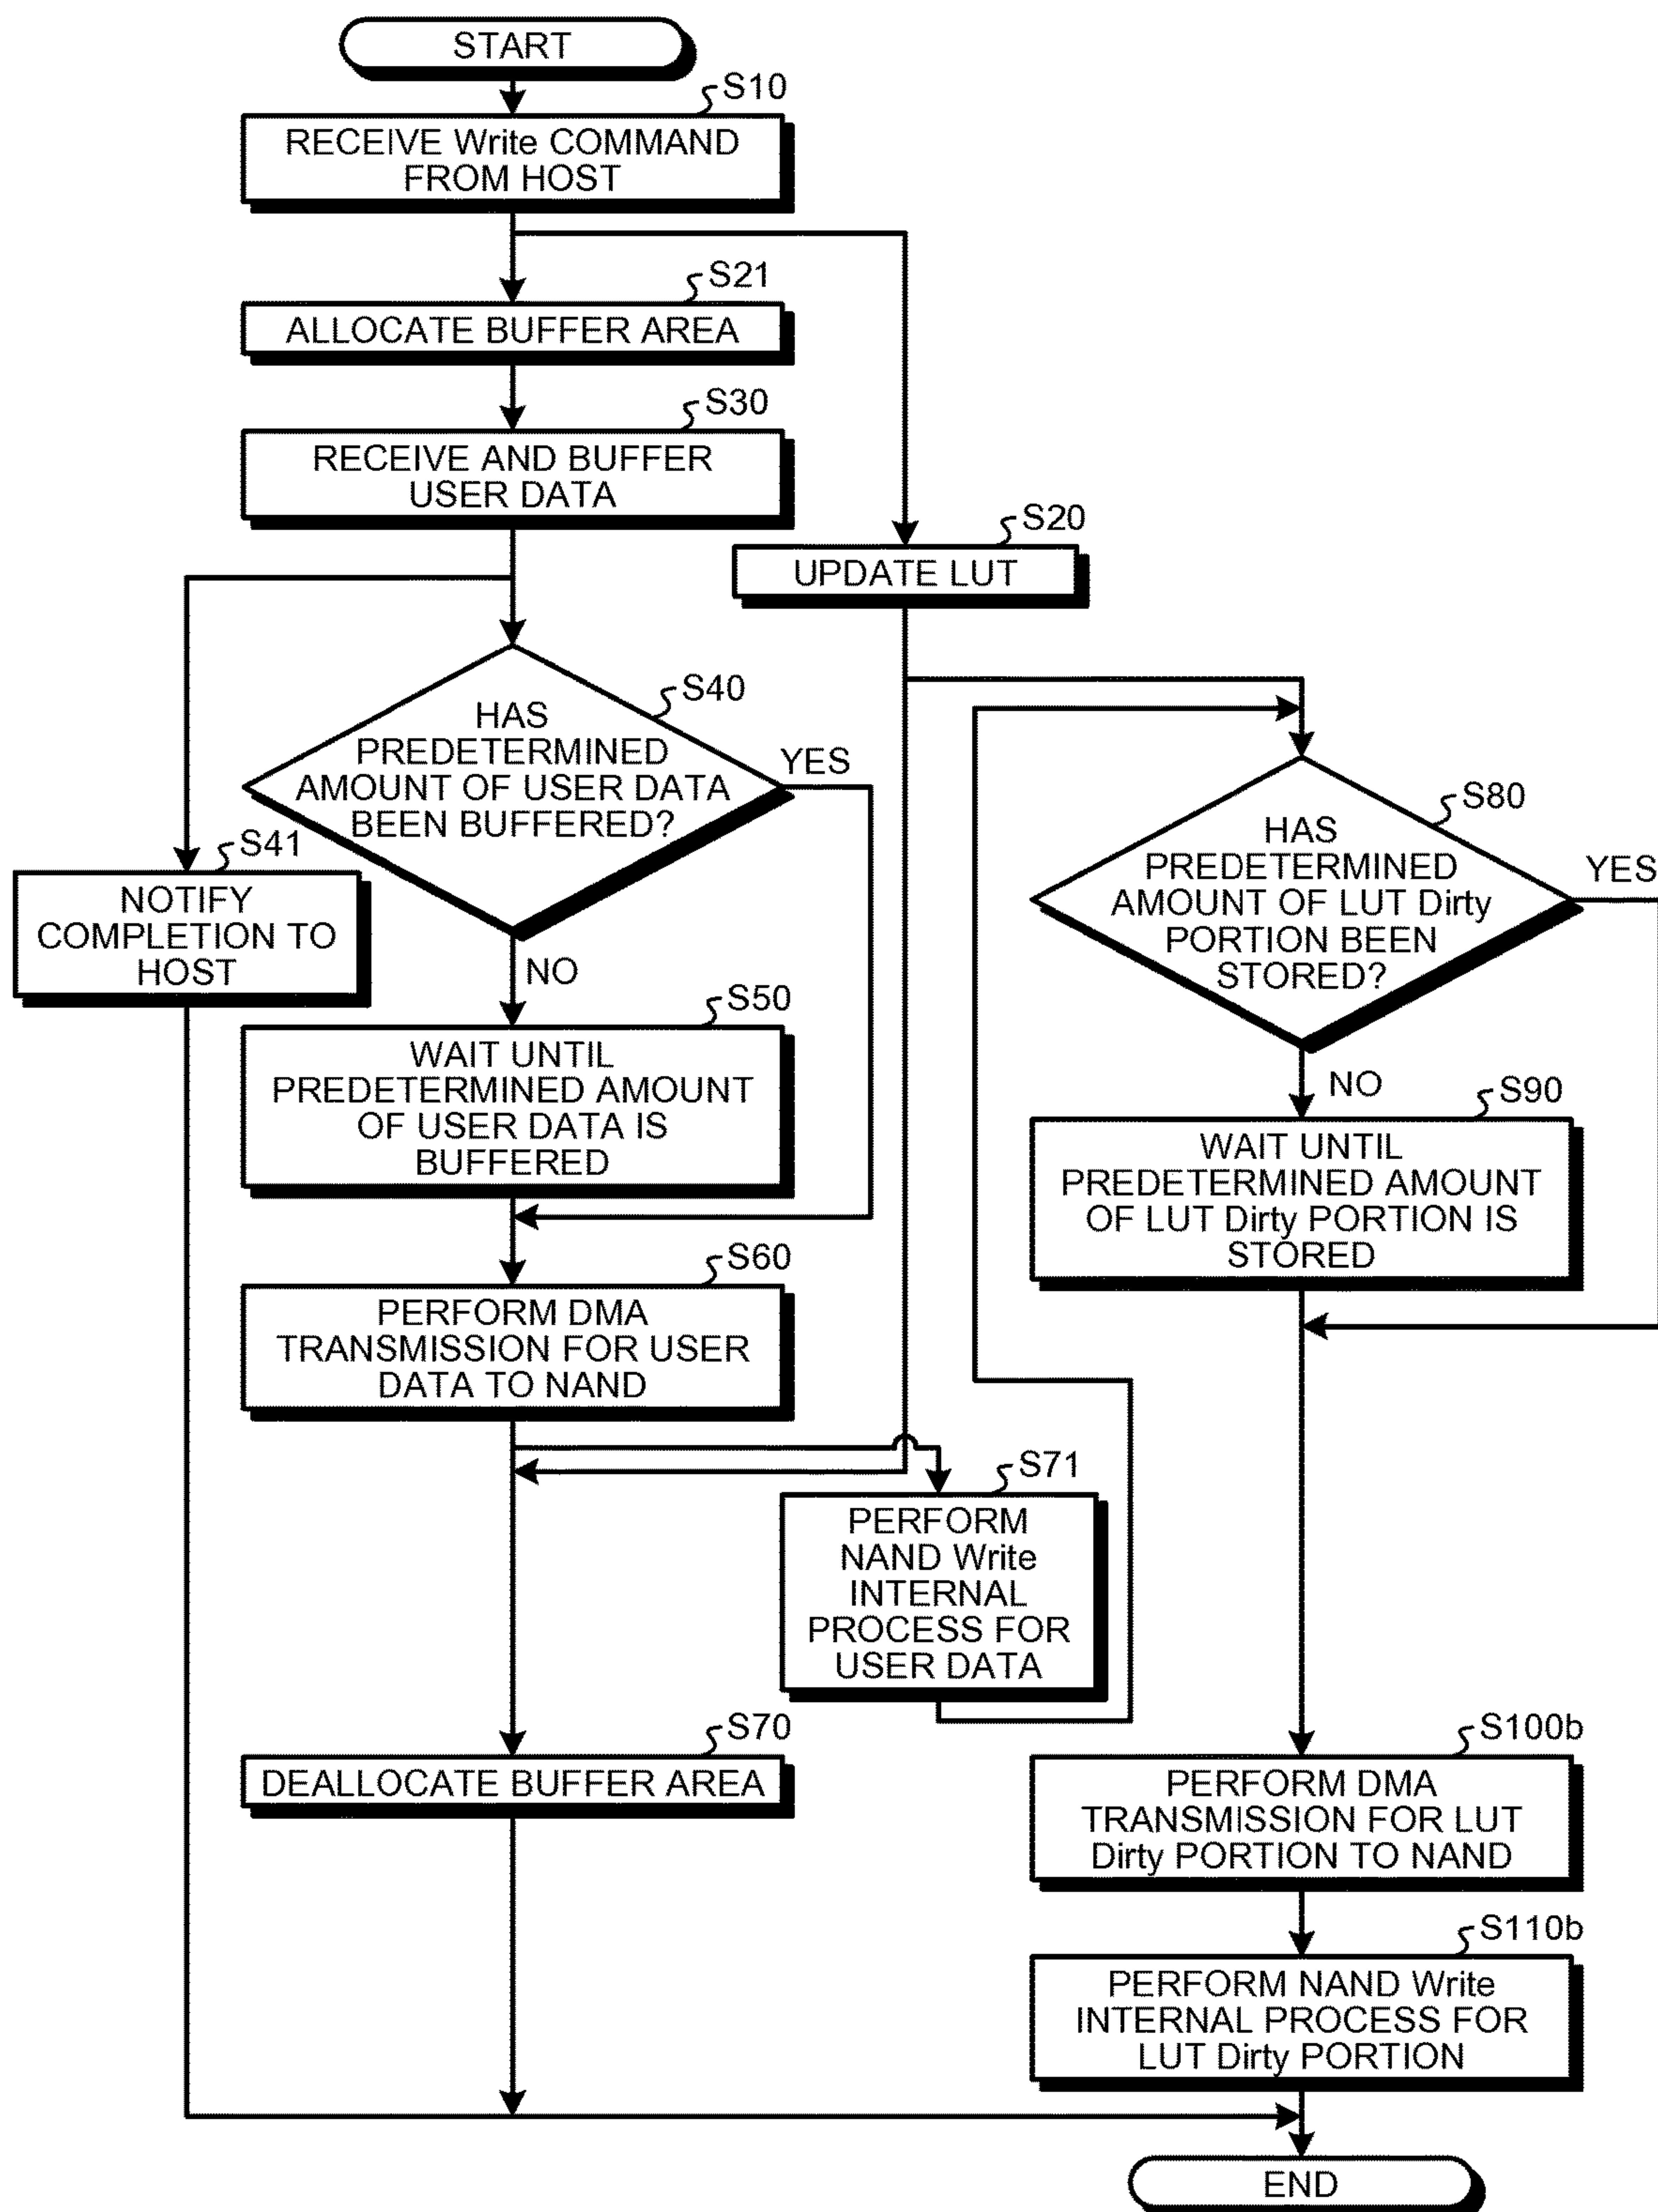 START
S10
RECEIVE Write COMMAND
FROM HOST
S21
ALLOCATE BUFFER AREA
S30
RECEIVE AND BUFFER
USER DATA
S20
UPDATE LUT
S40
HAS
PREDETERMINED
AMOUNT OF USER DATA
BEEN BUFFERED?
YES
NO
S41
NOTIFY
COMPLETION TO
HOST
S80
HAS
PREDETERMINED
AMOUNT OF LUT Dirty
PORTION BEEN
STORED?
YES
NO
S50
WAIT UNTIL
PREDETERMINED AMOUNT
OF USER DATA IS
BUFFERED
S90
WAIT UNTIL
PREDETERMINED AMOUNT
OF LUT Dirty PORTION IS
STORED
S60
PERFORM DMA
TRANSMISSION FOR USER
DATA TO NAND
S71
PERFORM
NAND Write
INTERNAL
PROCESS FOR
USER DATA
S70
DEALLOCATE BUFFER AREA
S100b
PERFORM DMA
TRANSMISSION FOR LUT
Dirty PORTION TO NAND
S110b
PERFORM NAND Write
INTERNAL PROCESS FOR
LUT Dirty PORTION
END